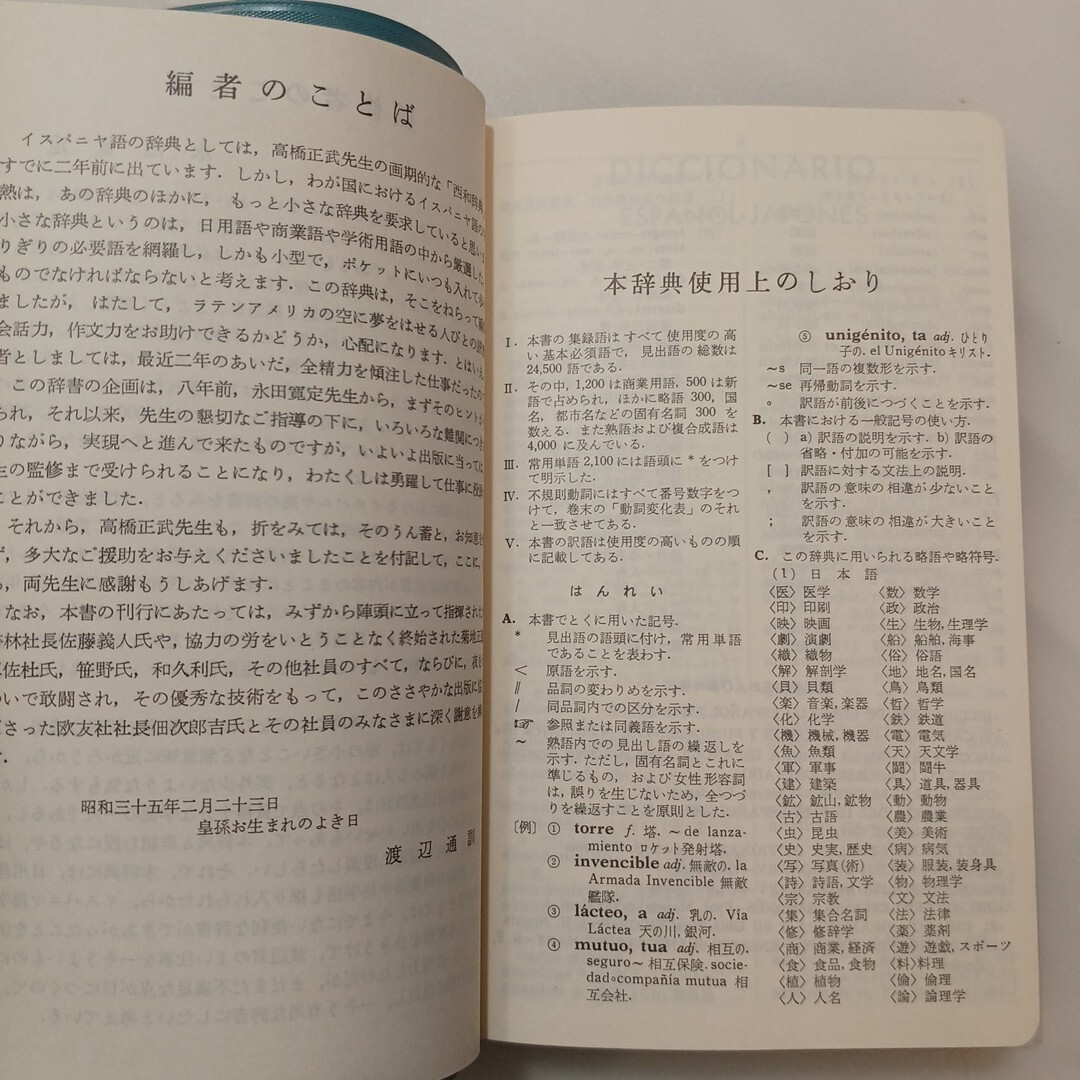 編者のことば
イスパニヤ語の辞典としては，高橋正武先生の画期的な「西和辞典
すでに二年前に出ています．しかし，わが国におけるイスパニヤ語の
熱は，あの辞典のほかに，もっと小さな辞典を要求していると思い
小さな辞典というのは，日用語や商業語や学術用語の中から厳選した
りぎりの必要語を網羅し，しかも小型で，ポケットにいつも入れて
ものでなければならないと考えます．この辞典は，そこをねらって
ましたが，はたして，ラテンアメリカの空に夢をはせる人びとの
会話力，作文力をお助けできるかどうか，心配になります．とはいえ
者としましては，最近二年のあいだ，全精力を傾注した仕事だったの
この辞書の企画は，八年前，永田寛定先生から，まずそのヒントが
られ，それ以来，先生の懇切なご指導の下に，いろいろな難関につき
りながら，実現へと進んで来たものですが，いよいよ出版に当っては
生の監修まで受けられることになり，わたくしは勇躍して仕事に
ことができました．
それから，高橋正武先生も，折をみては，そのうん蓄と，お知恵
ず，多大なご援助をお与えくださいましたことを付記して，ここに，
ら，両先生に感謝もうしあげます．
なお，本書の刊行にあたっては，みずから陣頭に立って指揮された
書林社長佐藤義人氏や，協力の労をいとうことなく終始された菊地正
佐杜氏，笹野氏，和久利氏，その他社員のすべて，ならびに，
いで敢闘され，その優秀な技術をもって，このささやかな出版に
ださった欧友社社長佃次郎吉氏とその社員のみなさまに深く謝意を
す．
昭和三十五年二月二十三日
皇孫お生まれのよき日
渡辺通訓
本辞典使用上のしおり
I. 本書の集録語は すべて 使用度の 高
い 基本必須語で， 見出語の 総数は
24,500 語である．
II. その中，1,200 は商業用語，500 は新
語で占められ，ほかに略語 300，国
名，都市名などの固有名詞 300 を
数える．また熟語および複合成語は
4,000 に及んでいる．
III. 常用単語 2,100 には語頭に * をつけ
て明示した．
IV. 不規則動詞にはすべて番号数字をつ
けて，巻末の「動詞変化表」のそれ
と一致させてある．
V. 本書の訳語は使用度の高いものの順
に記載してある．
はんれい
A. 本書でとくに用いた記号．
* 見出語の語頭に付け，常用単語
であることを表わす．
< 原語を示す．
∥ 品詞の変わりめを示す．
/ 同品詞内での区分を示す．
☞ 参照または同義語を示す．
~ 熟語内での 見出し語の 繰返しを
示す．ただし，固有名詞とこれに
準じるもの，および女性形容詞
は，誤りを生じないため，全つづ
りを繰返すことを原則とした．
〔例〕 ① torre f. 塔．~ de lanza-
miento ロケット発射塔．
② invencible adj. 無敵の．la
Armada Invencible 無敵
艦隊．
③ lácteo, a adj. 乳の．Vía
Láctea 天の川，銀河．
④ mutuo, tua adj. 相互の．
seguro~ 相互保険．socie-
dad◦compañia mutua 相
互会社．
⑤ unigénito, ta adj. ひとり
子の．el Unigénito キリスト．
~s 同一語の複数形を示す．
~se 再帰動詞を示す．
◦ 訳語が前後につづくことを示す．
B. 本書における一般記号の使い方．
( ) a) 訳語の説明を示す．b) 訳語の
省略・付加の可能を示す．
[ ] 訳語に対する文法上の説明．
， 訳語の 意味の 相違が 少ないこと
を示す．
； 訳語の 意味の 相違が 大きいこと
を示す．
C. この辞典に用いられる略語や略符号．
(1) 日本語
〈医〉 医学 〈数〉 数学
〈印〉 印刷 〈政〉 政治
〈映〉 映画 〈生〉 生物，生理学
〈劇〉 演劇 〈船〉 船舶，海事
〈織〉 織物 〈俗〉 俗語
〈解〉 解剖学 〈地〉 地名，国名
〈貝〉 貝類 〈鳥〉 鳥類
〈楽〉 音楽，楽器 〈哲〉 哲学
〈化〉 化学 〈鉄〉 鉄道
〈機〉 機械，機器 〈電〉 電気
〈魚〉 魚類 〈天〉 天文学
〈軍〉 軍事 〈闘〉 闘牛
〈建〉 建築 〈具〉 道具，器具
〈鉱〉 鉱山，鉱物 〈動〉 動物
〈古〉 古語 〈農〉 農業
〈虫〉 昆虫 〈美〉 美術
〈史〉 史実，歴史 〈病〉 病気
〈写〉 写真(術) 〈装〉 服装，装身具
〈詩〉 詩語，文学 〈物〉 物理学
〈宗〉 宗教 〈文〉 文法
〈集〉 集合名詞 〈法〉 法律
〈修〉 修辞学 〈薬〉 薬剤
〈商〉 商業，経済 〈遊〉 遊戯，スポーツ
〈食〉 食品，食物 〈料〉 料理
〈植〉 植物 〈倫〉 倫理
〈人〉 人名 〈論〉 論理学